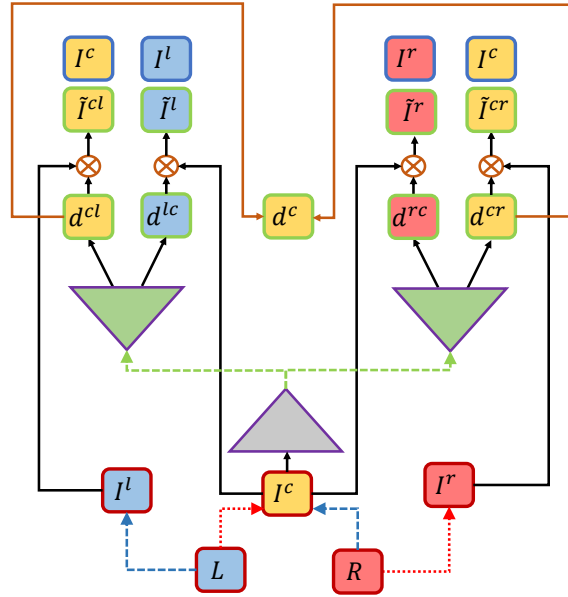 I^c I^l I^r I^c
Ĩ^{cl} Ĩ^l Ĩ^r Ĩ^{cr}
d^{cl} d^{lc} d^c d^{rc} d^{cr}
I^l I^c I^r
L R